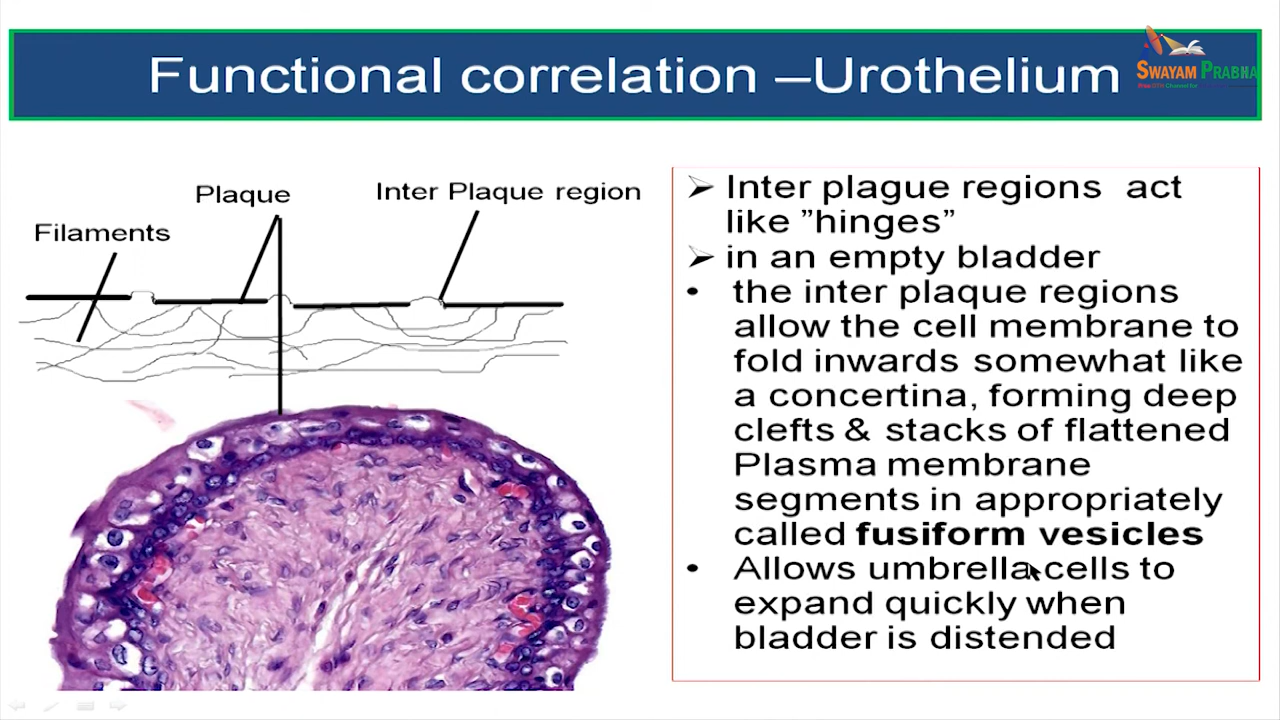 Functional correlation –Urothelium
SWAYAM PRABHA
Plaque
Inter Plaque region
Filaments
➢ Inter plague regions act
like ”hinges”
➢ in an empty bladder
• the inter plaque regions
allow the cell membrane to
fold inwards somewhat like
a concertina, forming deep
clefts & stacks of flattened
Plasma membrane
segments in appropriately
called fusiform vesicles
• Allows umbrella cells to
expand quickly when
bladder is distended